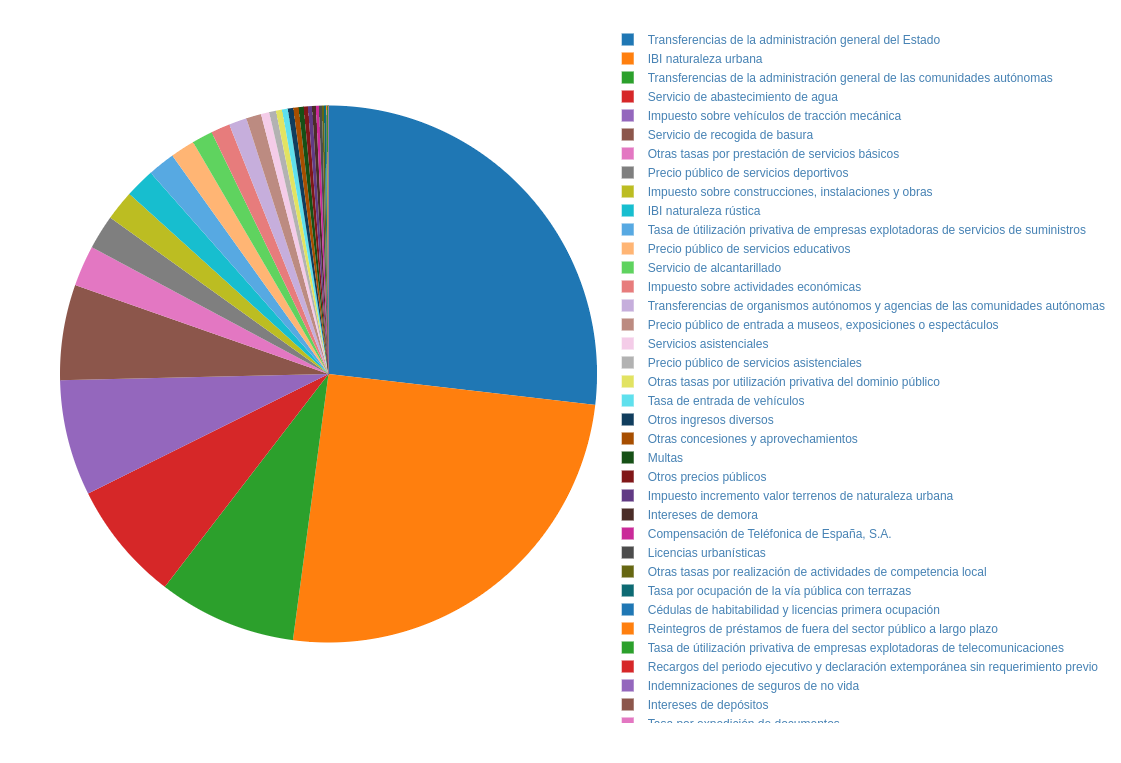 Transferencias de la administración general del Estado
IBI naturaleza urbana
Transferencias de la administración general de las comunidades autónomas
Servicio de abastecimiento de agua
Impuesto sobre vehículos de tracción mecánica
Servicio de recogida de basura
Otras tasas por prestación de servicios básicos
Precio público de servicios deportivos
Impuesto sobre construcciones, instalaciones y obras
IBI naturaleza rústica
Tasa de útilización privativa de empresas explotadoras de servicios de suministros
Precio público de servicios educativos
Servicio de alcantarillado
Impuesto sobre actividades económicas
Transferencias de organismos autónomos y agencias de las comunidades autónomas
Precio público de entrada a museos, exposiciones o espectáculos
Servicios asistenciales
Precio público de servicios asistenciales
Otras tasas por utilización privativa del dominio público
Tasa de entrada de vehículos
Otros ingresos diversos
Otras concesiones y aprovechamientos
Multas
Otros precios públicos
Impuesto incremento valor terrenos de naturaleza urbana
Intereses de demora
Compensación de Teléfonica de España, S.A.
Licencias urbanísticas
Otras tasas por realización de actividades de competencia local
Tasa por ocupación de la vía pública con terrazas
Cédulas de habitabilidad y licencias primera ocupación
Reintegros de préstamos de fuera del sector público a largo plazo
Tasa de útilización privativa de empresas explotadoras de telecomunicaciones
Recargos del periodo ejecutivo y declaración extemporánea sin requerimiento previo
Indemnizaciones de seguros de no vida
Intereses de depósitos
Tasa por expedición de documentos